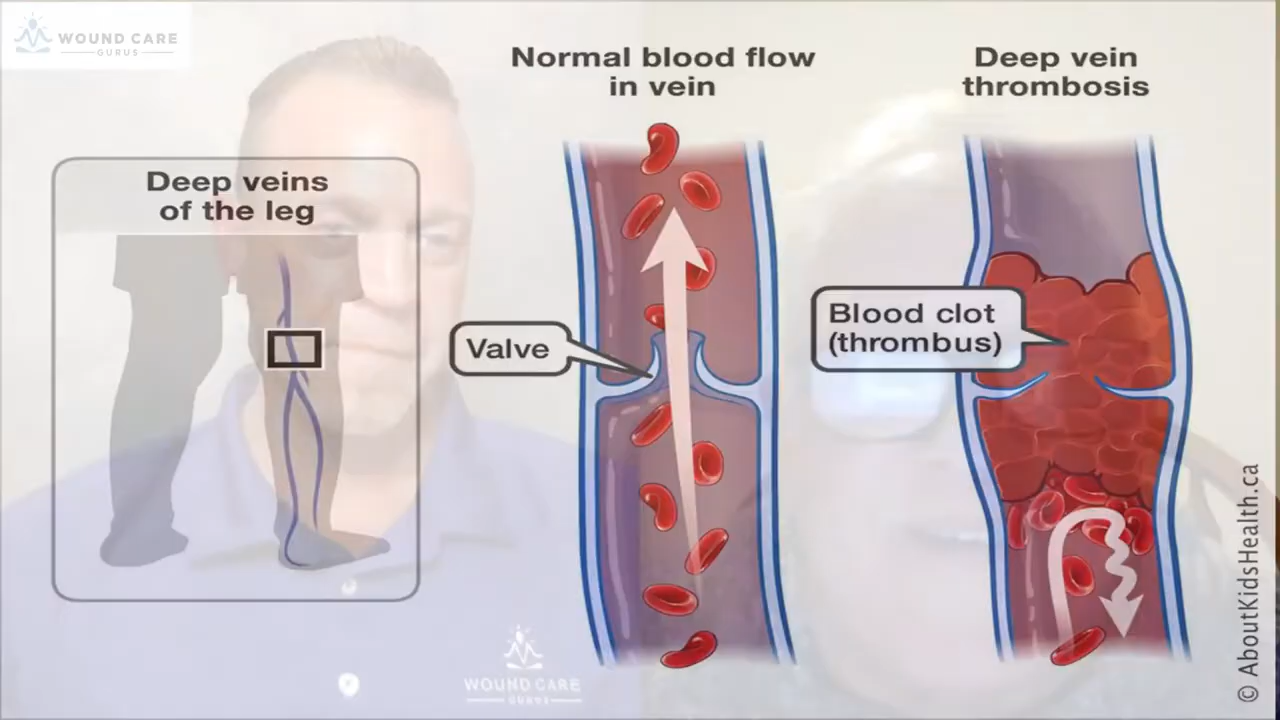 WOUND CARE
GURUS
Normal blood flow
in vein
Deep vein
thrombosis
Deep veins
of the leg
Valve
Blood clot
(thrombus)
WOUND CARE
GURUS
© AboutKidsHealth.ca